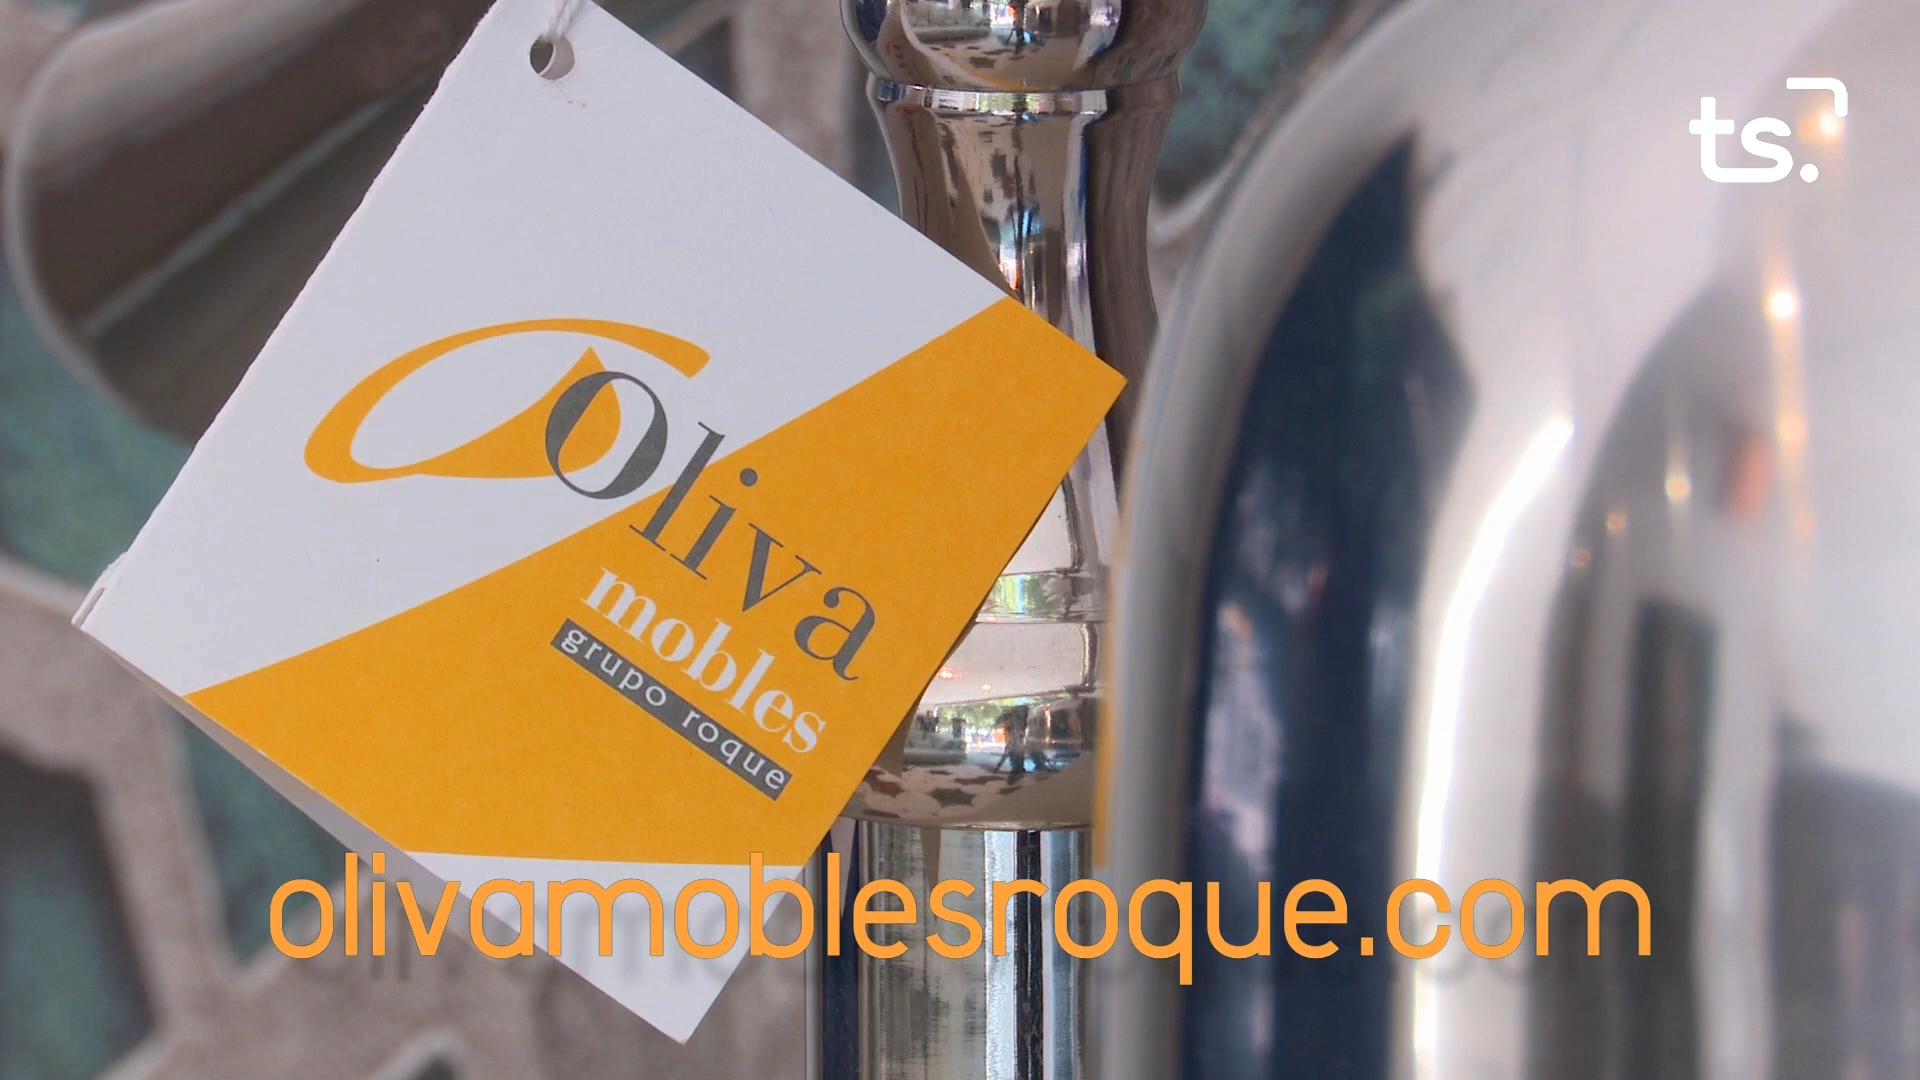 ts.
Oliva
mobles
grupo roque
olivamoblesroque.com